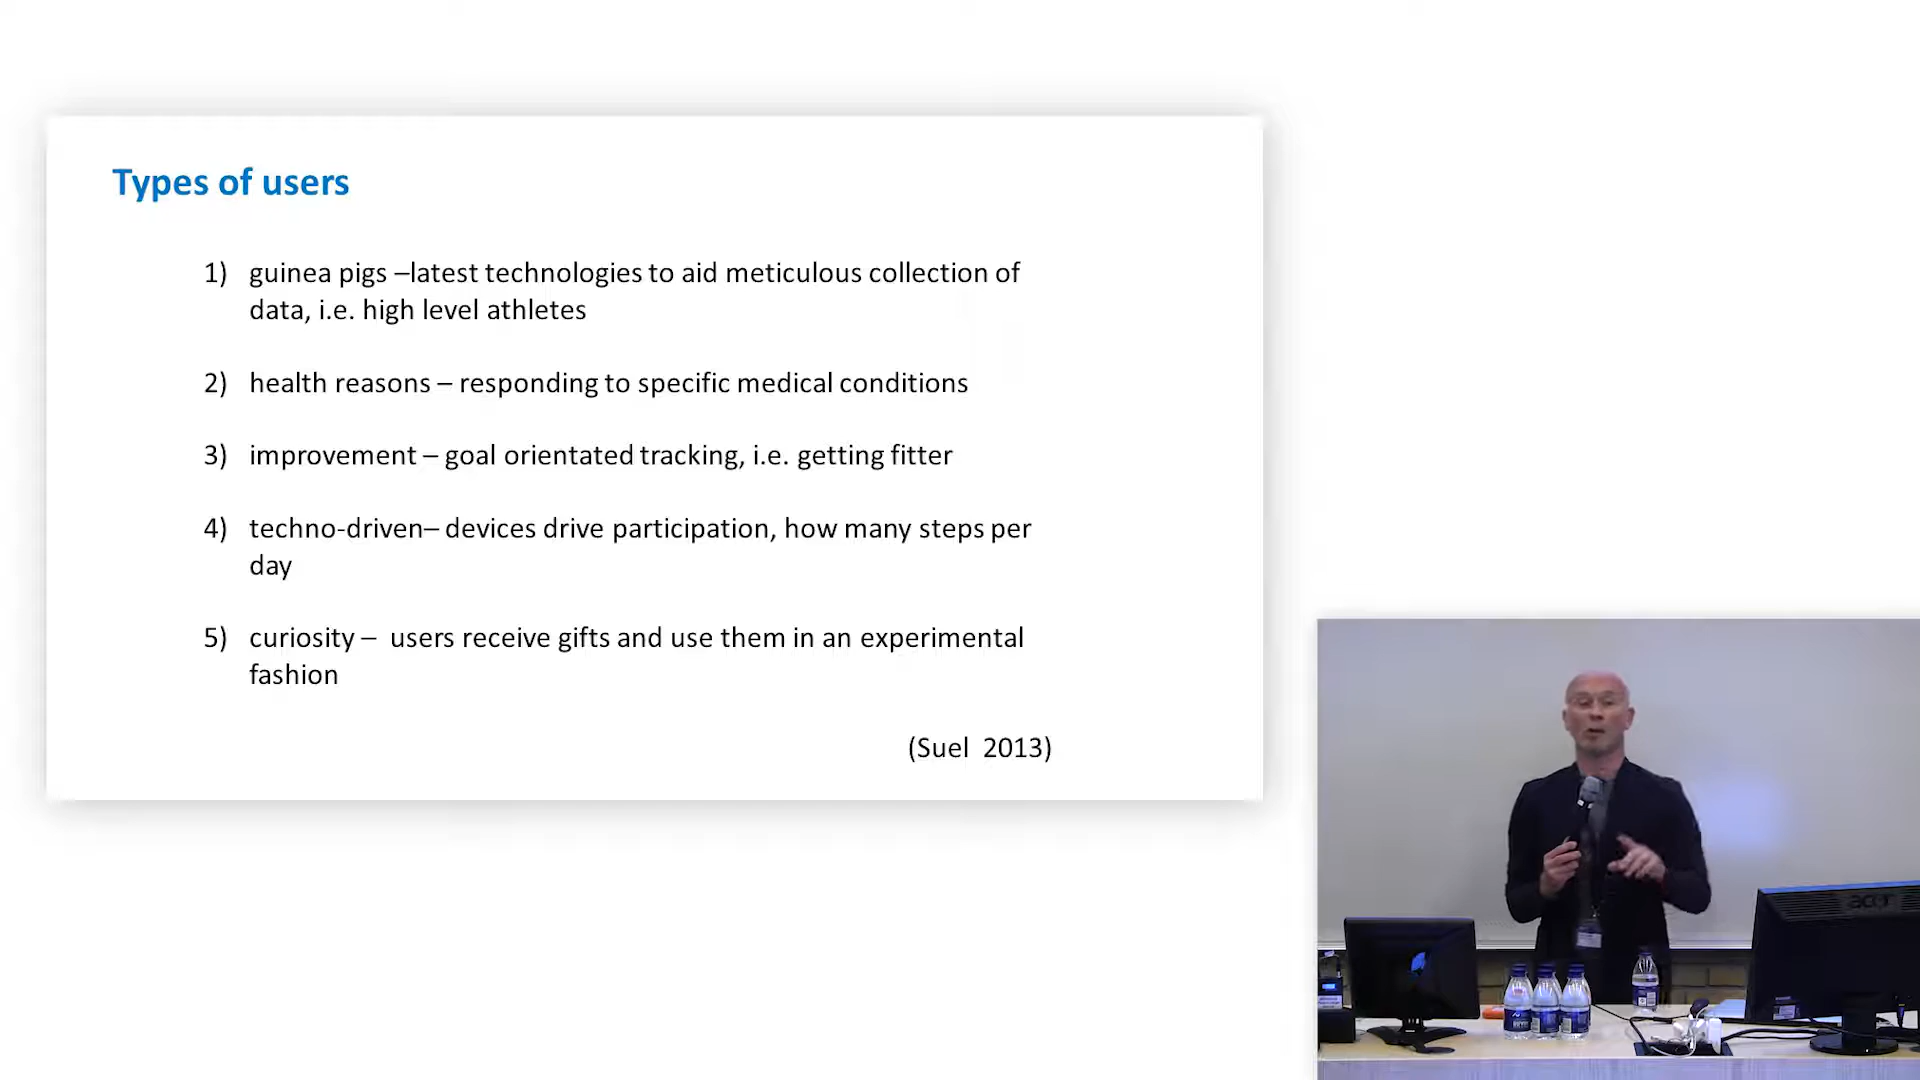 Types of users
1) guinea pigs –latest technologies to aid meticulous collection of
data, i.e. high level athletes
2) health reasons – responding to specific medical conditions
3) improvement – goal orientated tracking, i.e. getting fitter
4) techno-driven– devices drive participation, how many steps per
day
5) curiosity –  users receive gifts and use them in an experimental
fashion
(Suel  2013)
acer